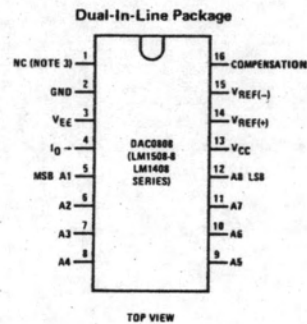 Dual-In-Line Package
NC (NOTE 3) 1 16 COMPENSATION
GND 2 15 VREF(-)
VEE 3 14 VREF(+)
IO → 4 13 VCC
MSB A1 5 12 A8 LSB
A2 6 11 A7
A3 7 10 A6
A4 8 9 A5
DAC0808
(LM1508-8
LM1408
SERIES)
TOP VIEW